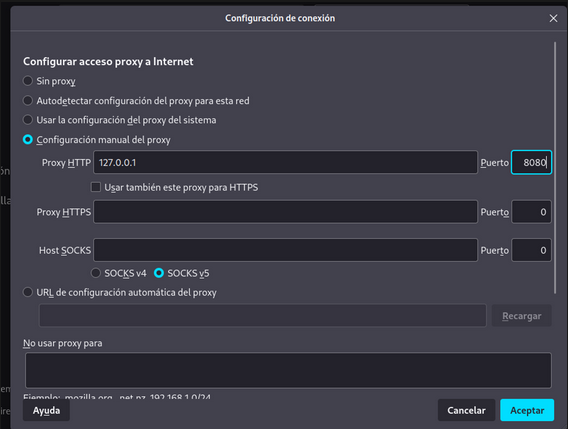 Configuración de conexión
Configurar acceso proxy a Internet
Sin proxy
Autodetectar configuración del proxy para esta red
Usar la configuración del proxy del sistema
Configuración manual del proxy
Proxy HTTP 127.0.0.1 Puerto 8080
Usar también este proxy para HTTPS
Proxy HTTPS Puerto 0
Host SOCKS Puerto 0
SOCKS v4 SOCKS v5
URL de configuración automática del proxy
Recargar
No usar proxy para
Ejemplo: .mozilla.org, .net.nz, 192.168.1.0/24
Ayuda Cancelar Aceptar